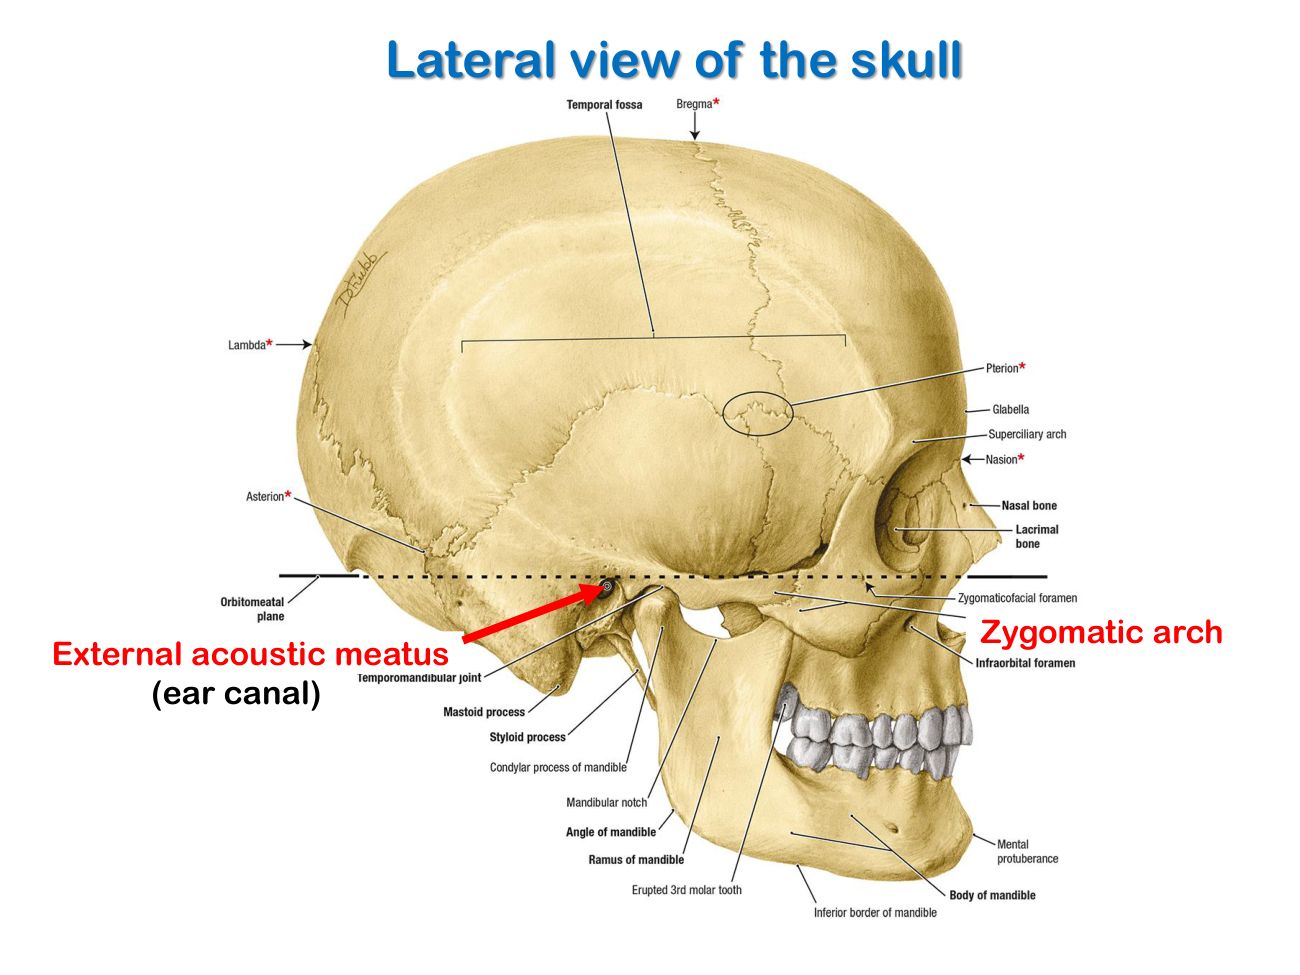 Lateral view of the skull
Temporal fossa
Bregma*
Lambda*
Pterion*
Glabella
Superciliary arch
Nasion*
Asterion*
Nasal bone
Lacrimal
bone
Orbitomeatal
plane
Zygomaticofacial foramen
Zygomatic arch
External acoustic meatus
(ear canal)
Infraorbital foramen
Temporomandibular joint
Mastoid process
Styloid process
Condylar process of mandible
Mandibular notch
Angle of mandible
Ramus of mandible
Erupted 3rd molar tooth
Mental
protuberance
Body of mandible
Inferior border of mandible